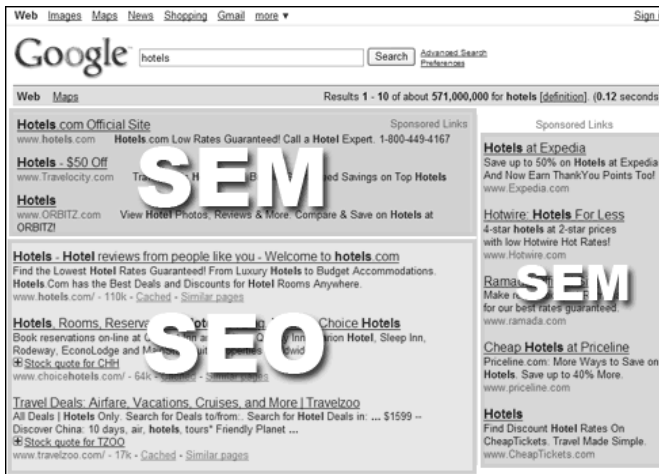 Web Images Maps News Shopping Gmail more ▼ Sign
Google hotels Search Advanced Search
Preferences
Web Maps Results 1 - 10 of about 571,000,000 for hotels [definition]. (0.12 seconds
Hotels.com Official Site Sponsored Links
www.hotels.com Hotels.com Low Rates Guaranteed! Call a Hotel Expert. 1-800-449-4167
Hotels - $50 Off
www.Travelocity.com Savings on Top Hotels
Hotels
www.ORBITZ.com View Hotel Photos, Reviews & More. Compare & Save on Hotels at
ORBITZ!
SEM
Hotels - Hotel reviews from people like you - Welcome to hotels.com
Find the Lowest Hotel Rates Guaranteed! From Luxury Hotels to Budget Accommodations.
Hotels.Com has the Best Deals and Discounts for Hotel Rooms Anywhere.
www.hotels.com/ - 110k - Cached - Similar pages
Hotels, Rooms, Choice Hotels
Book reservations on-line at Hotel, Sleep Inn,
Rodeway, EconoLodge and
Stock quote for CHH
www.choicehotels.com/ - 64k - Cached - Similar pages
SEO
Travel Deals: Airfare, Vacations, Cruises, and More | Travelzoo
All Deals | Hotels Only. Search for Deals to/from:. Search for Hotel Deals in: ... $1599 --
Discover China: 10 days, air, hotels, tours* Friendly Planet ...
Stock quote for TZOO
www.travelzoo.com/ - 17k - Cached - Similar pages
Sponsored Links
Hotels at Expedia
Save up to 50% on Hotels at Expedia
And Now Earn ThankYou Points Too!
www.Expedia.com
Hotwire: Hotels For Less
4-star hotels at 2-star prices
with low Hotwire Hot Rates!
www.Hotwire.com
Make
for our best rates guaranteed.
www.ramada.com
SEM
Cheap Hotels at Priceline
Priceline.com: More Ways to Save on
Hotels. Save up to 40% More.
www.priceline.com
Hotels
Find Discount Hotel Rates On
CheapTickets. Travel Made Simple.
www.CheapTickets.com